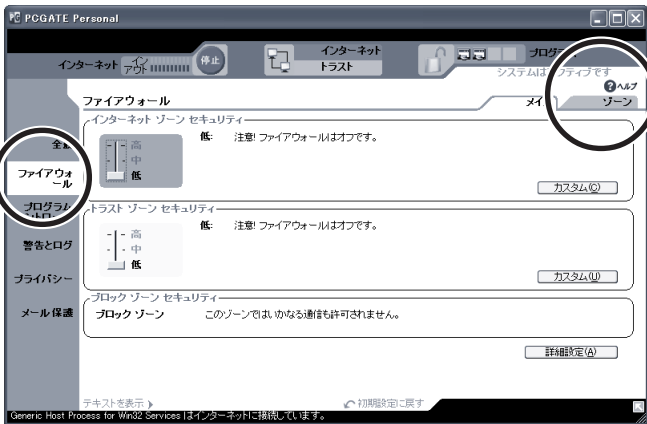 PCGATE Personal
インターネット
イン
アウト
停止
インターネット
トラスト
システムは
です
ヘルプ
ファイアウォール
メイ
ゾーン
インターネット ゾーン セキュリティ
ファイアウォ
ール
プログラム
警告とログ
プライバシー
メール保護
高
中
低
低: 注意! ファイアウォールはオフです。
カスタム(C)
トラスト ゾーン セキュリティ
高
中
低
低: 注意! ファイアウォールはオフです。
カスタム(U)
ブロック ゾーン セキュリティ
ブロック ゾーン このゾーンではいかなる通信も許可されません。
詳細設定(A)
テキストを表示
初期設定に戻す
Generic Host Process for Win32 Services はインターネットに接続しています。